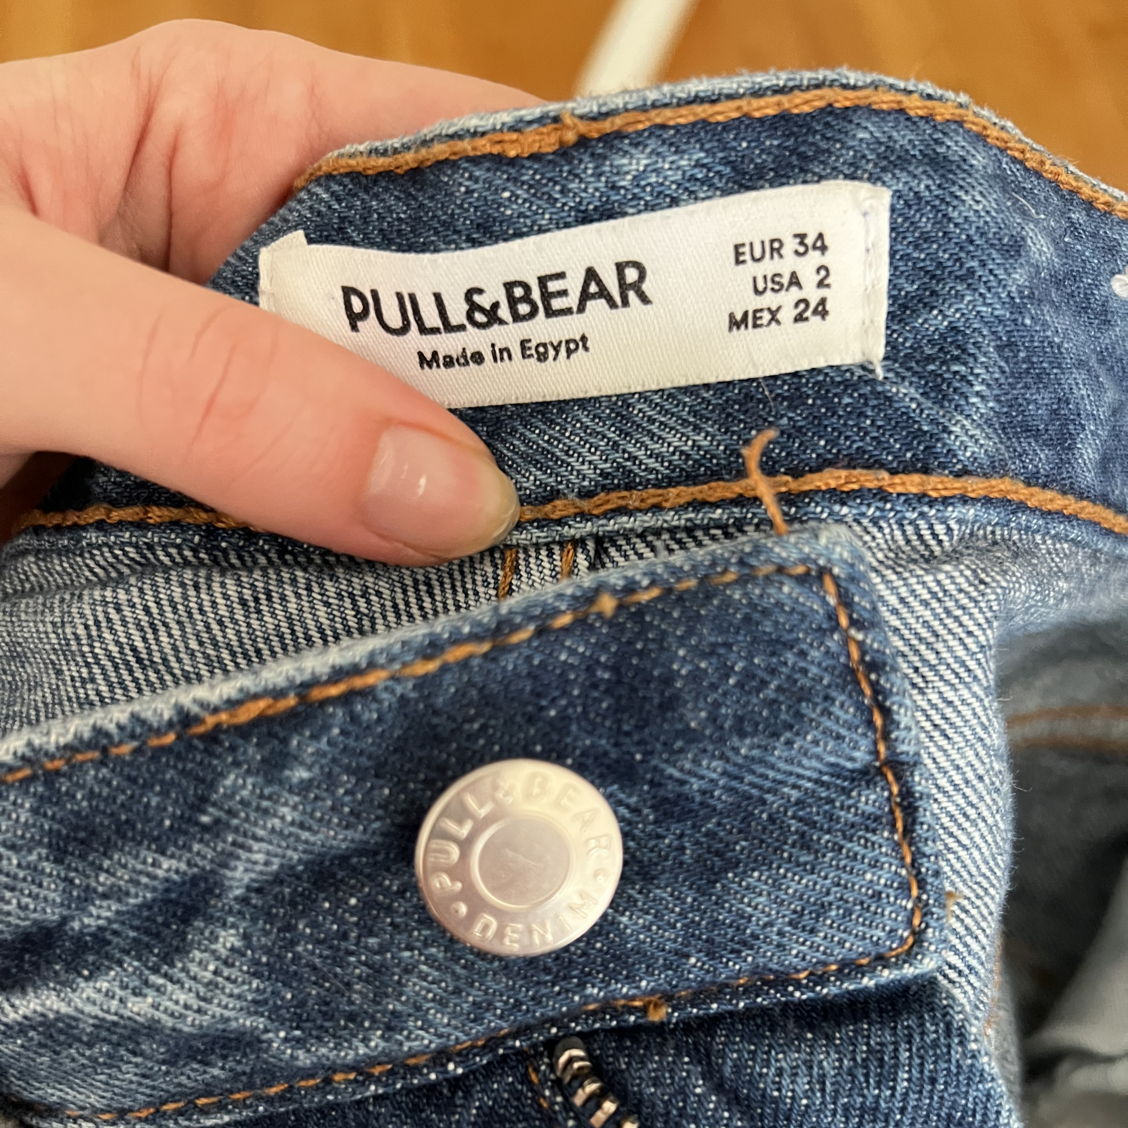 PULL&BEAR
Made in Egypt
EUR 34
USA 2
MEX 24
PULL&BEAR
DENIM